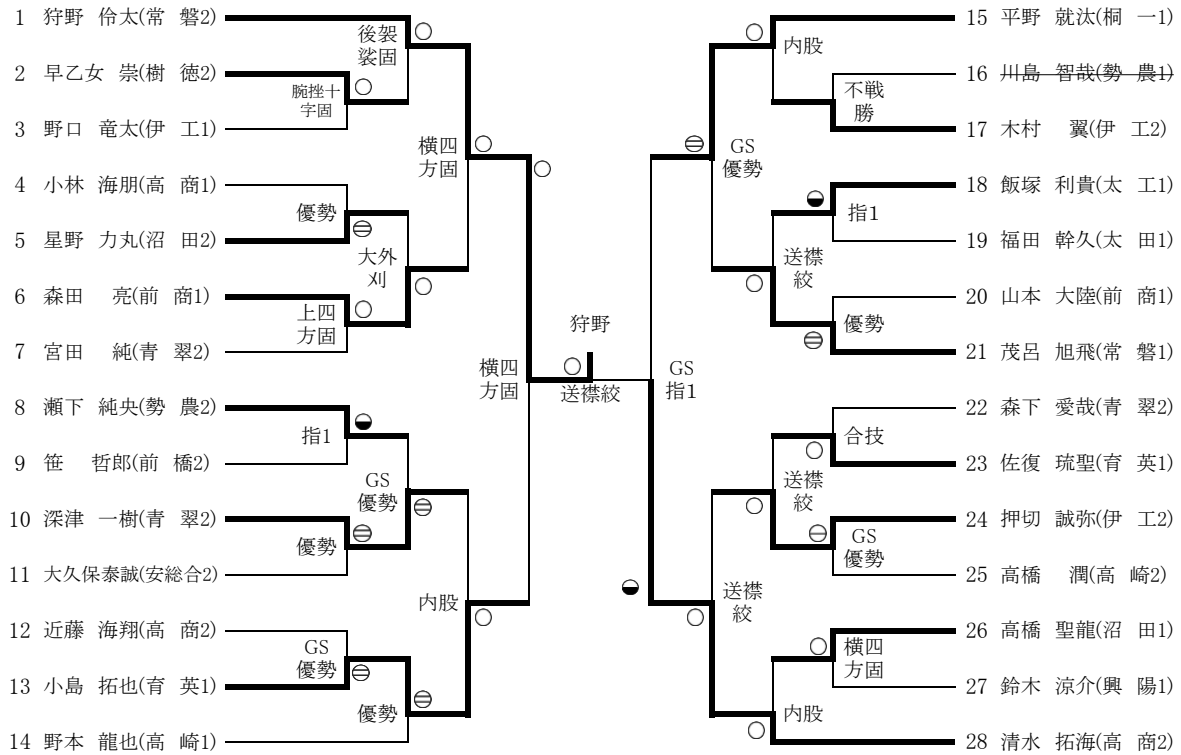 1 狩野 伶太(常 磐2)
2 早乙女 崇(樹 徳2)
3 野口 竜太(伊 工1)
4 小林 海朋(高 商1)
5 星野 力丸(沼 田2)
6 森田 亮(前 商1)
7 宮田 純(青 翠2)
8 瀬下 純央(勢 農2)
9 笹 哲郎(前 橋2)
10 深津 一樹(青 翠2)
11 大久保泰誠(安総合2)
12 近藤 海翔(高 商2)
13 小島 拓也(育 英1)
14 野本 龍也(高 崎1)
後袈
裟固
腕挫十
字固
優勢
大外
刈
上四
方固
横四
方固
指1
GS
優勢
優勢
GS
優勢
優勢
内股
横四
方固
狩野
送襟絞
GS
指1
内股
不戦
勝
GS
優勢
指1
送襟
絞
優勢
合技
送襟
絞
GS
優勢
送襟
絞
横四
方固
内股
15 平野 就汰(桐 一1)
16 川島 智哉(勢 農1)
17 木村 翼(伊 工2)
18 飯塚 利貴(太 工1)
19 福田 幹久(太 田1)
20 山本 大陸(前 商1)
21 茂呂 旭飛(常 磐1)
22 森下 愛哉(青 翠2)
23 佐復 琉聖(育 英1)
24 押切 誠弥(伊 工2)
25 高橋 潤(高 崎2)
26 高橋 聖龍(沼 田1)
27 鈴木 涼介(興 陽1)
28 清水 拓海(高 商2)